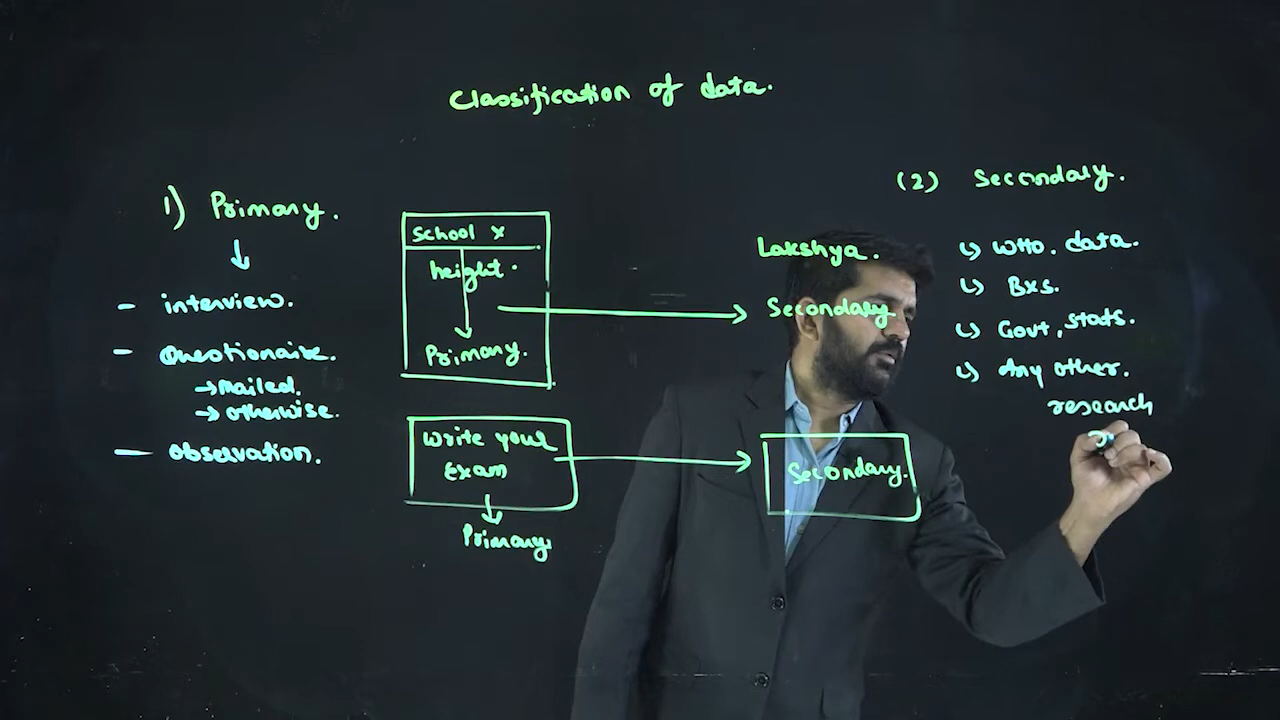 Classification of data.
1) Primary.
- interview.
- Questionaire.
→ Mailed.
→ otherwise.
- observation.
School x
height.
Primary.
Write your
Exam
Primary.
Lakshya.
Secondary
Secondary.
(2) Secondary.
↳ WHO. data.
↳ Bxs.
↳ Govt, stats.
↳ Any other.
research